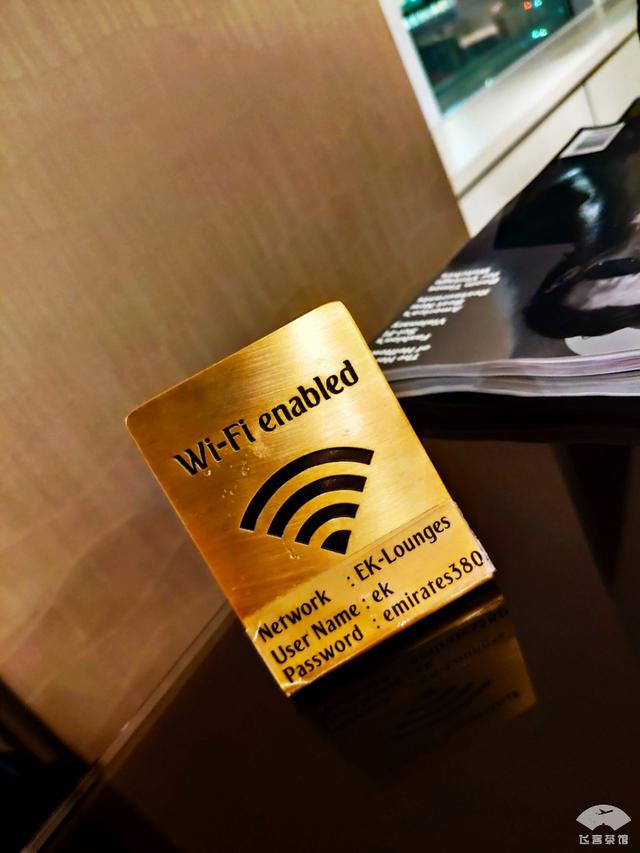 Wi-Fi enabled
Network : EK-Lounges
User Name : ek
Password : emirates380
飞客茶馆